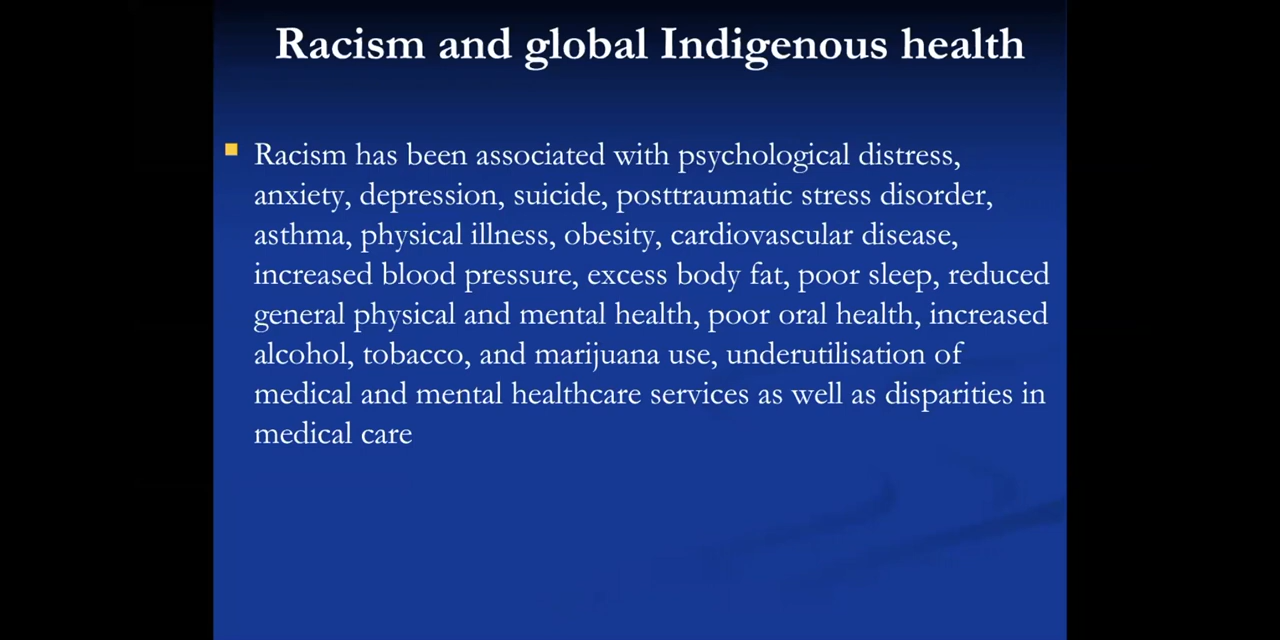 Racism and global Indigenous health
Racism has been associated with psychological distress,
anxiety, depression, suicide, posttraumatic stress disorder,
asthma, physical illness, obesity, cardiovascular disease,
increased blood pressure, excess body fat, poor sleep, reduced
general physical and mental health, poor oral health, increased
alcohol, tobacco, and marijuana use, underutilisation of
medical and mental healthcare services as well as disparities in
medical care